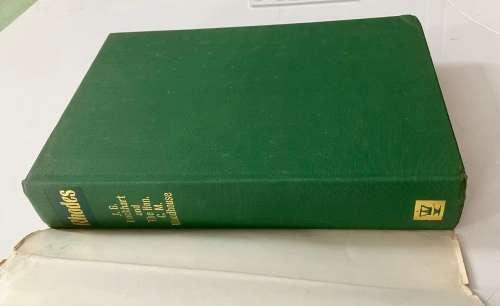 Rhodes
J. G.
Lockhart
and
The Hon.
C. M.
Woodhouse